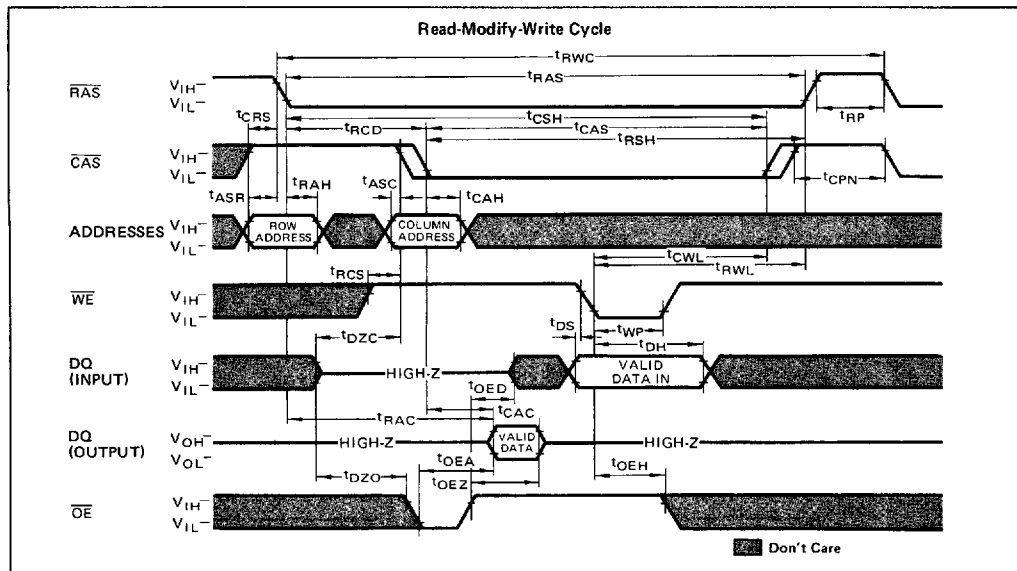 Read-Modify-Write Cycle
tRWC
RAS
VIH–
VIL–
tRAS
tRP
tCRS
tRCD
tCSH
tCAS
tRSH
CAS
VIH–
VIL–
tCPN
tASR
tRAH
tASC
tCAH
ADDRESSES
VIH–
VIL–
ROW ADDRESS
COLUMN ADDRESS
tCWL
tRWL
tRCS
WE
VIH–
VIL–
tDZC
tDS
tWP
tDH
DQ (INPUT)
VIH–
VIL–
HIGH-Z
VALID DATA IN
tOED
tCAC
tRAC
DQ (OUTPUT)
VOH–
VOL–
HIGH-Z
VALID DATA
HIGH-Z
tDZO
tOEA
tOEZ
tOEH
OE
VIH–
VIL–
Don't Care